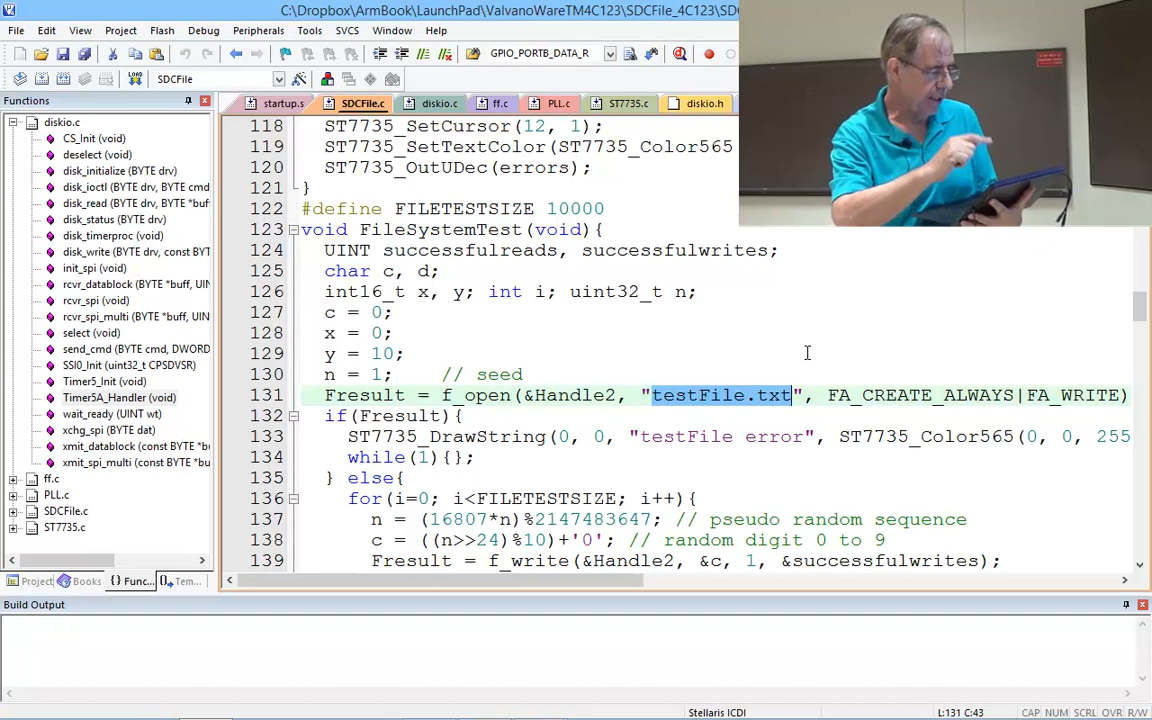 C:\Dropbox\ArmBook\LaunchPad\ValvanoWareTM4C123\SDCFile_4C123\SDC
File Edit View Project Flash Debug Peripherals Tools SVCS Window Help
GPIO_PORTB_DATA_R
SDCFile
Functions
startup.s SDCFile.c diskio.c ff.c PLL.c ST7735.c diskio.h
diskio.c
CS_Init (void)
deselect (void)
disk_initialize (BYTE drv)
disk_ioctl (BYTE drv, BYTE cmd
disk_read (BYTE drv, BYTE *buf
disk_status (BYTE drv)
disk_timerproc (BYTE drv)
disk_write (BYTE drv, const BYTE
init_spi (void)
rcvr_datablock (BYTE *buf, UIN
rcvr_spi (void)
rcvr_spi_multi (BYTE *buff, UIN
select (void)
send_cmd (BYTE cmd, DWORD
SSI0_Init (uint32_t CPSDVSR)
Timer5_Init (void)
Timer5A_Handler (void)
wait_ready (UINT wt)
xchg_spi (BYTE dat)
xmit_datablock (const BYTE *bu
xmit_spi_multi (const BYTE *bu
ff.c
PLL.c
SDCFile.c
ST7735.c
Project Books {} Func... Tem...
118 ST7735_SetCursor(12, 1);
119 ST7735_SetTextColor(ST7735_Color565
120 ST7735_OutUDec(errors);
121 }
122 #define FILETESTSIZE 10000
123 void FileSystemTest(void){
124 UINT successfulreads, successfulwrites;
125 char c, d;
126 int16_t x, y; int i; uint32_t n;
127 c = 0;
128 x = 0;
129 y = 10;
130 n = 1; // seed
131 Fresult = f_open(&Handle2, "testFile.txt", FA_CREATE_ALWAYS|FA_WRITE)
132 if(Fresult){
133 ST7735_DrawString(0, 0, "testFile error", ST7735_Color565(0, 0, 255
134 while(1){};
135 } else{
136 for(i=0; i<FILETESTSIZE; i++){
137 n = (16807*n)%2147483647; // pseudo random sequence
138 c = ((n>>24)%10)+'0'; // random digit 0 to 9
139 Fresult = f_write(&Handle2, &c, 1, &successfulwrites);
Build Output
Stellaris ICDI L:131 C:43 CAP NUM SCRL OVR R/W